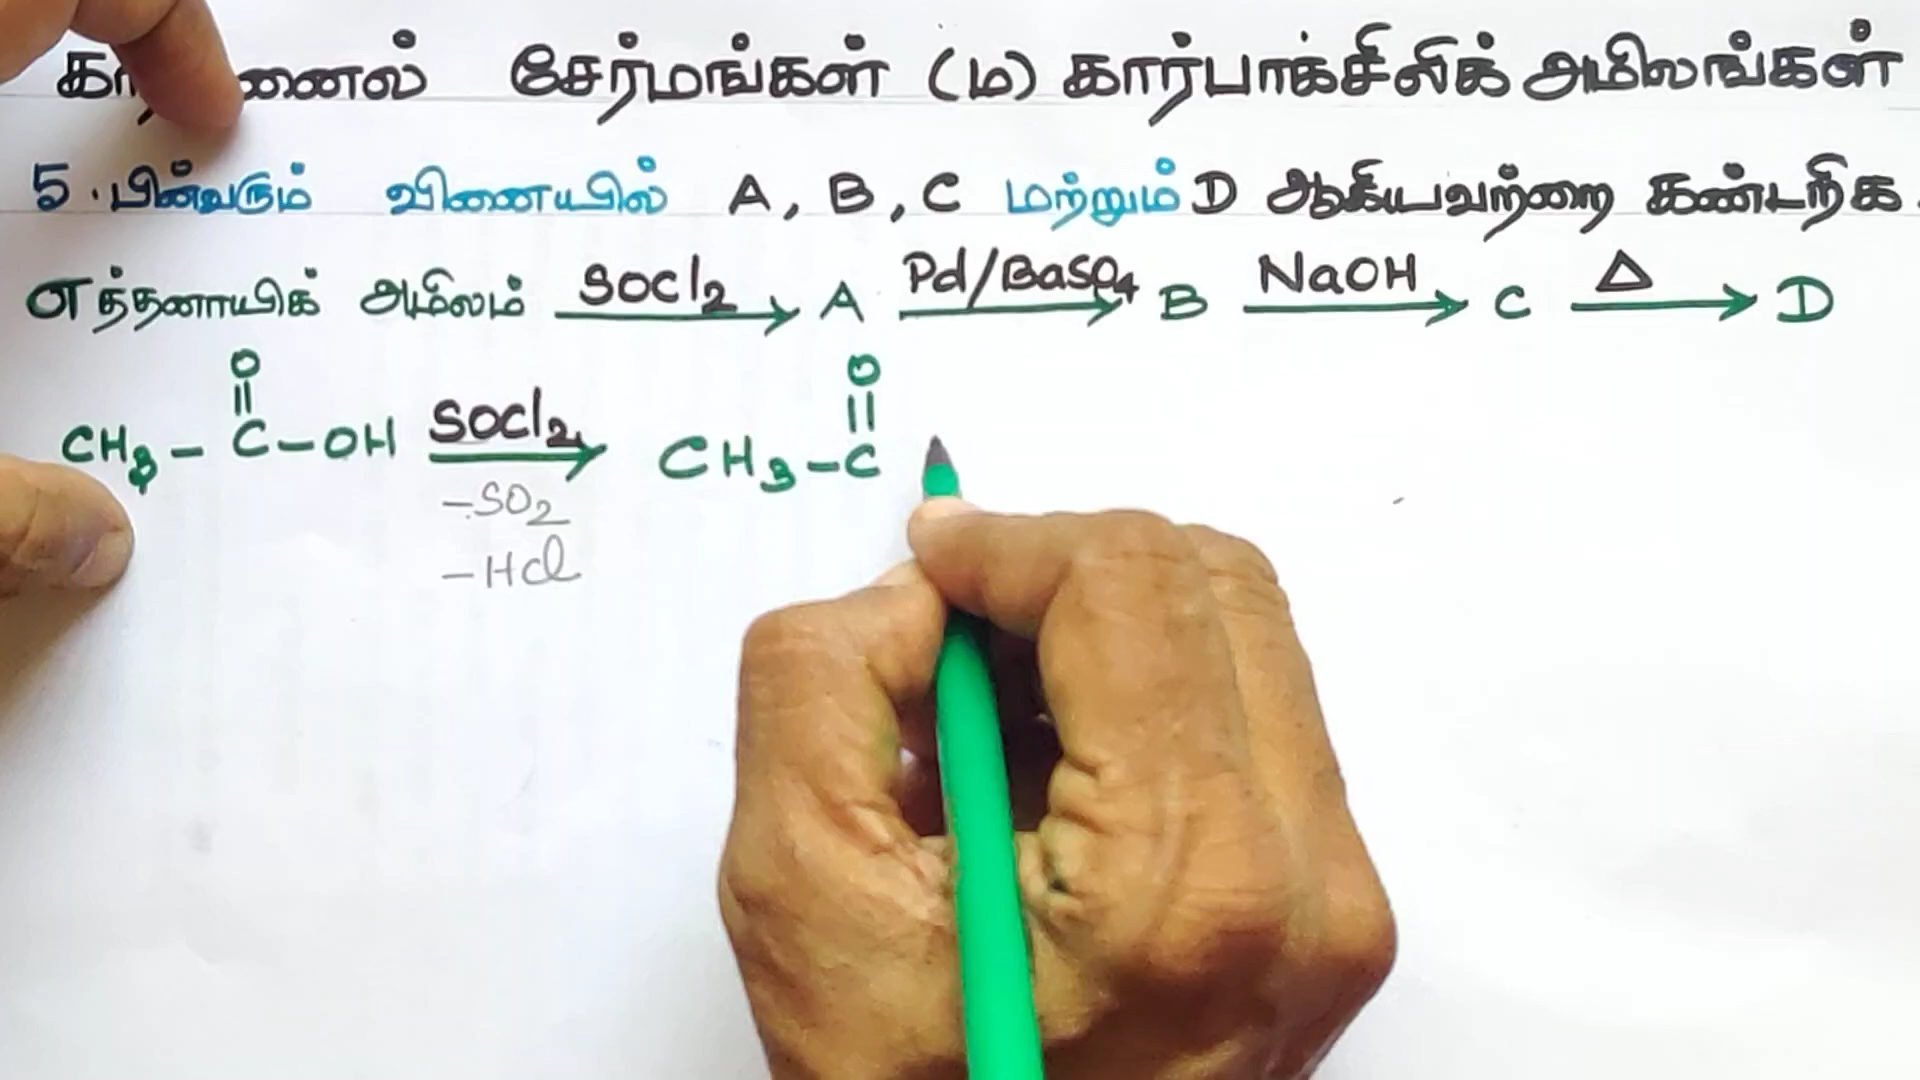 சேர்மங்கள் (ம) கார்பாக்சிலிக் அமிலங்கள்
5. பின்வரும் வினையில் A, B, C மற்றும் D ஆகியவற்றை கண்டறிக.
எத்தனாயிக் அமிலம் SOCl2 → A Pd/BaSO4 → B NaOH → C Δ → D
O O
|| ||
CH3 – C – OH SOCl2 → CH3 – C
-SO2
-HCl